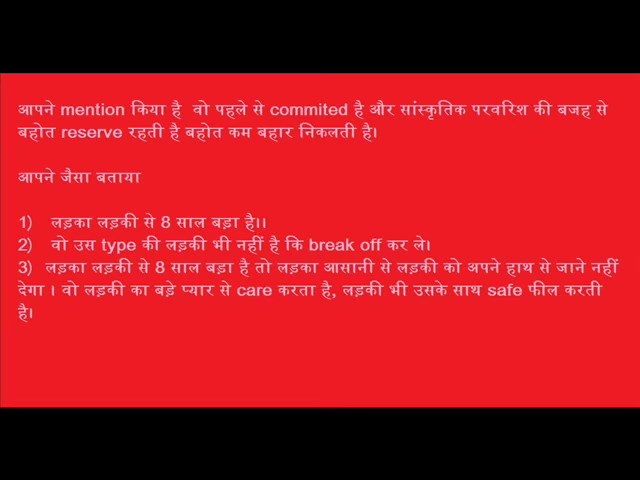 आपने mention किया है  वो पहले से commited है और सांस्कृतिक परवरिश की बजह से
बहोत reserve रहती है बहोत कम बहार निकलती है।
आपने जैसा बताया
1)   लड़का लड़की से 8 साल बड़ा है।।
2)   वो उस type की लड़की भी नहीं है कि break off कर ले।
3)  लड़का लड़की से 8 साल बड़ा है तो लड़का आसानी से लड़की को अपने हाथ से जाने नहीं
देगा । वो लड़की का बड़े प्यार से care करता है, लड़की भी उसके साथ safe फील करती
है।